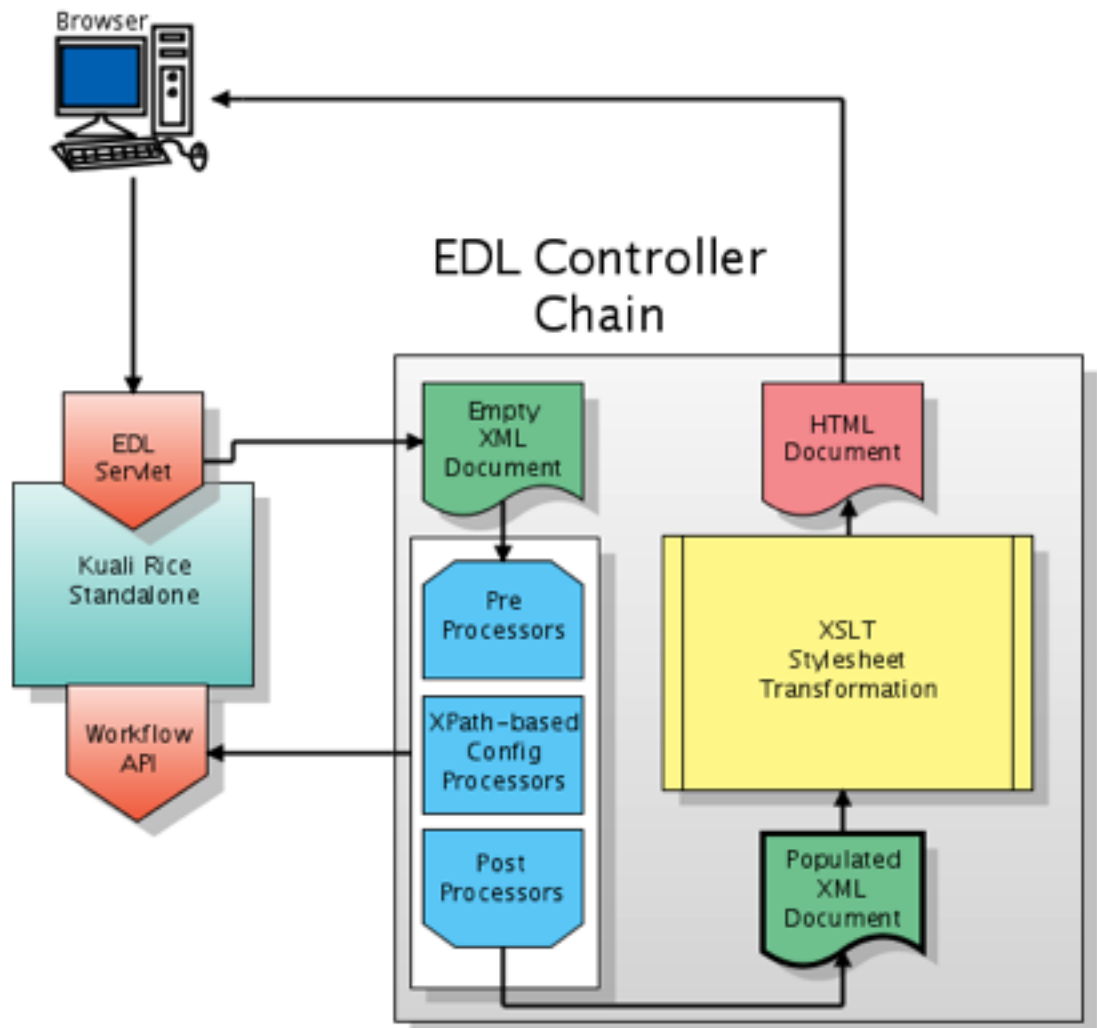 Browser
EDL Controller
Chain
EDL
Servlet
Empty
XML
Document
HTML
Document
Kuali Rice
Standalone
Pre
Processors
XSLT
Stylesheet
Transformation
Workflow
API
XPath-based
Config
Processors
Post
Processors
Populated
XML
Document